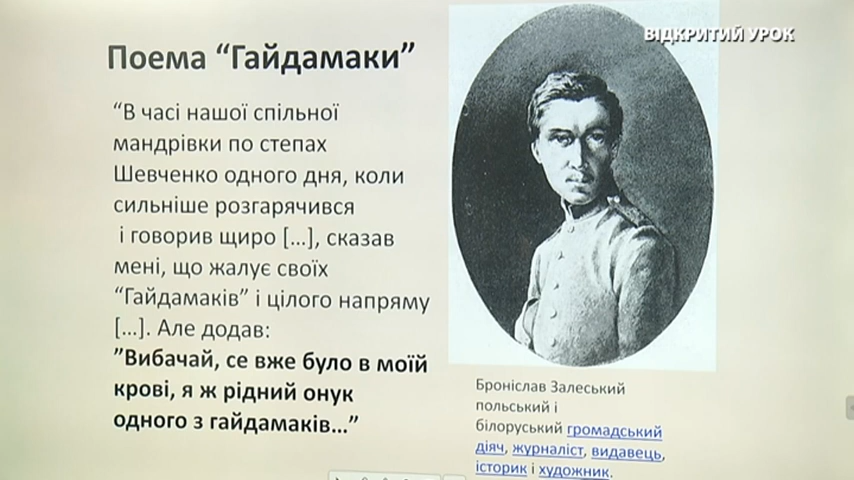 ВІДКРИТИЙ УРОК
Поема “Гайдамаки”
“В часі нашої спільної
мандрівки по степах
Шевченко одного дня, коли
сильніше розгарячився
і говорив щиро […], сказав
мені, що жалує своїх
“Гайдамаків” і цілого напряму
[…]. Але додав:
”Вибачай, се вже було в моїй
крові, я ж рідний онук
одного з гайдамаків…”
Броніслав Залеський
польський і
білоруський громадський
діяч, журналіст, видавець,
історик і художник.